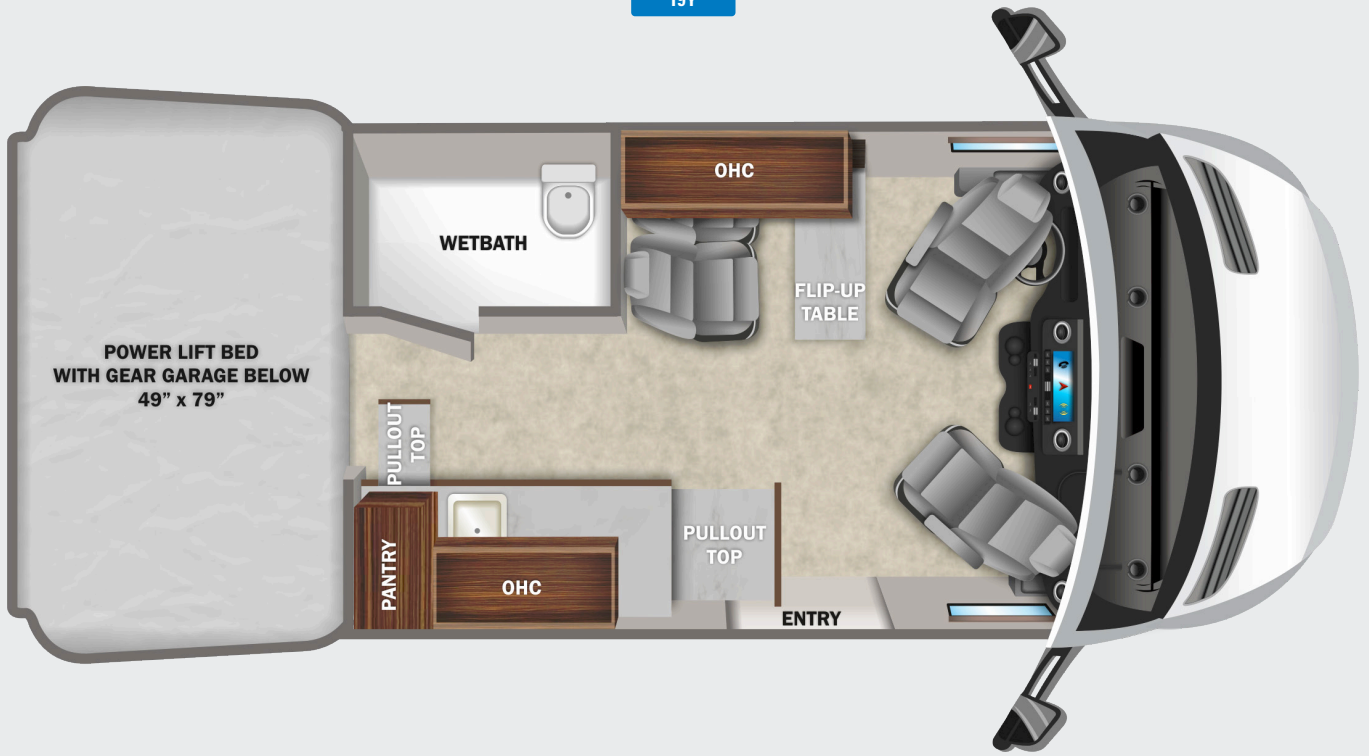 19Y
OHC
WETBATH
FLIP-UP
TABLE
POWER LIFT BED
WITH GEAR GARAGE BELOW
49” x 79”
PULLOUT
TOP
PULLOUT
TOP
PANTRY
OHC
ENTRY